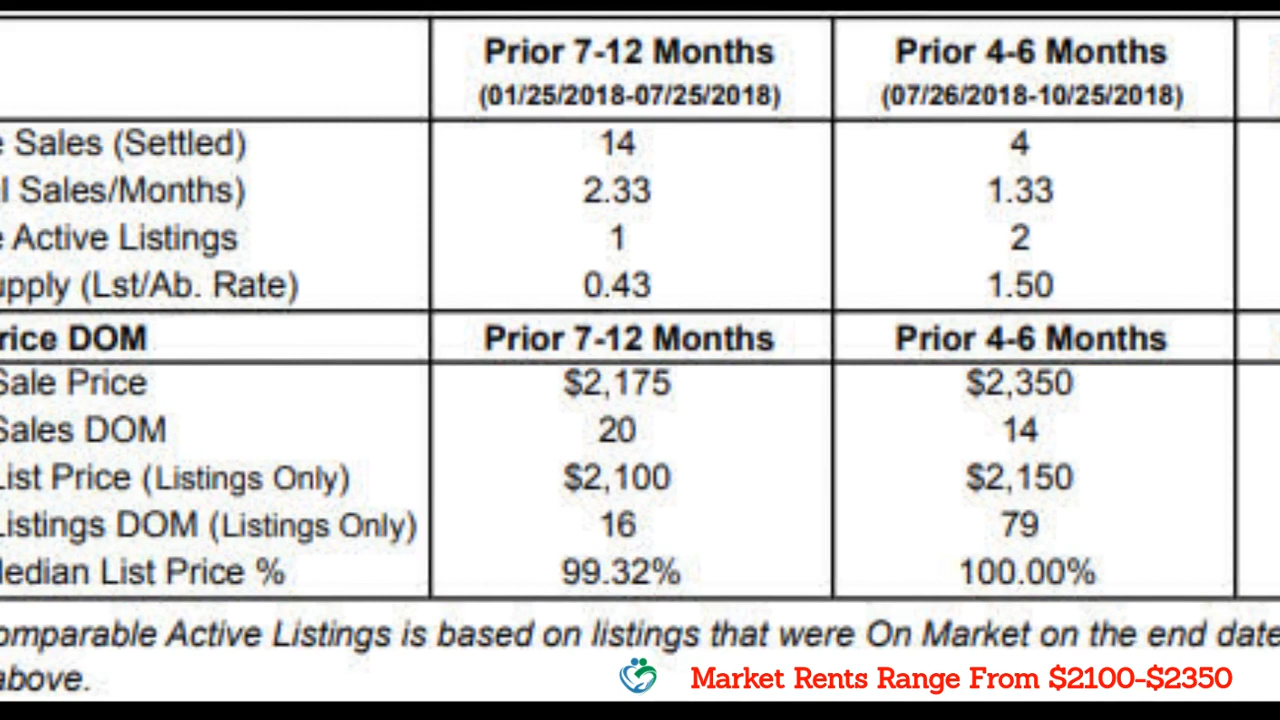 Prior 7-12 Months Prior 4-6 Months
(01/25/2018-07/25/2018) (07/26/2018-10/25/2018)
Sales (Settled) 14 4
Sales/Months) 2.33 1.33
Active Listings 1 2
(Lst/Ab. Rate) 0.43 1.50
DOM Prior 7-12 Months Prior 4-6 Months
Sale Price $2,175 $2,350
Sales DOM 20 14
List Price (Listings Only) $2,100 $2,150
Listings DOM (Listings Only) 16 79
List Price % 99.32% 100.00%
Active Listings is based on listings that were On Market on the end date
above.
Market Rents Range From $2100-$2350